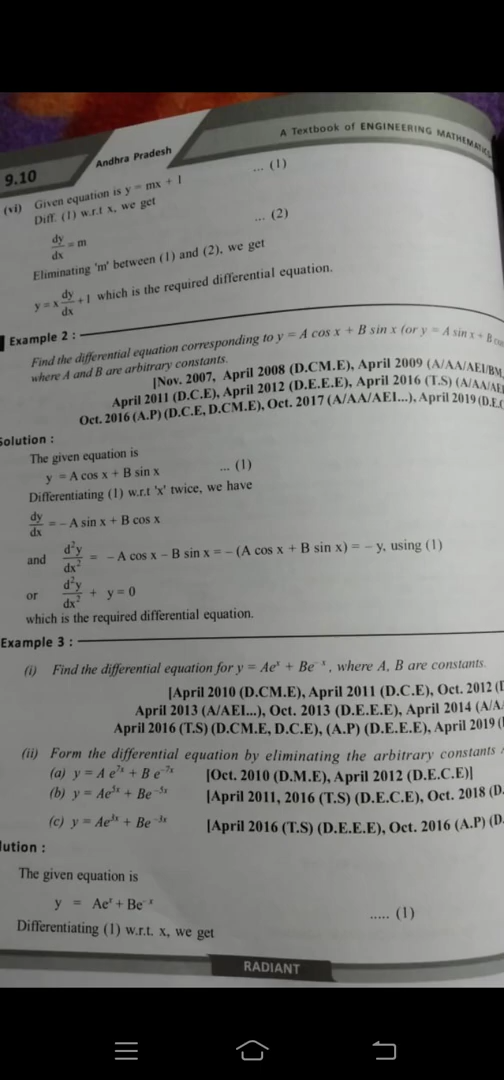 A Textbook of ENGINEERING MATHEMATICS
9.10
Andhra Pradesh
(vi) Given equation is y = mx + 1 ... (1)
Diff. (1) w.r.t x, we get
dy/dx = m ... (2)
Eliminating 'm' between (1) and (2), we get
y = x dy/dx + 1 which is the required differential equation.
Example 2 :
Find the differential equation corresponding to y = A cos x + B sin x (or y = A sin x + B cos
where A and B are arbitrary constants.
[Nov. 2007, April 2008 (D.CM.E), April 2009 (A/AA/AEI/BM,
April 2011 (D.C.E), April 2012 (D.E.E.E), April 2016 (T.S) (A/AA/AEI
Oct. 2016 (A.P) (D.C.E, D.CM.E), Oct. 2017 (A/AA/AEI...), April 2019 (D.E.C
Solution :
The given equation is
y = A cos x + B sin x ... (1)
Differentiating (1) w.r.t 'x' twice, we have
dy/dx = – A sin x + B cos x
and d²y/dx² = – A cos x – B sin x = – (A cos x + B sin x) = – y, using (1)
or d²y/dx² + y = 0
which is the required differential equation.
Example 3 :
(i) Find the differential equation for y = Ae^x + Be^-x, where A, B are constants.
[April 2010 (D.CM.E), April 2011 (D.C.E), Oct. 2012 (
April 2013 (A/AEI...), Oct. 2013 (D.E.E.E), April 2014 (A/A
April 2016 (T.S) (D.CM.E, D.C.E), (A.P) (D.E.E.E), April 2019 (
(ii) Form the differential equation by eliminating the arbitrary constants
(a) y = A e^7x + B e^-7x [Oct. 2010 (D.M.E), April 2012 (D.E.C.E)]
(b) y = Ae^5x + Be^-5x [April 2011, 2016 (T.S) (D.E.C.E), Oct. 2018 (D.
(c) y = Ae^3x + Be^-3x [April 2016 (T.S) (D.E.E.E), Oct. 2016 (A.P) (D.
lution :
The given equation is
y = Ae^x + Be^-x ..... (1)
Differentiating (1) w.r.t. x, we get
RADIANT